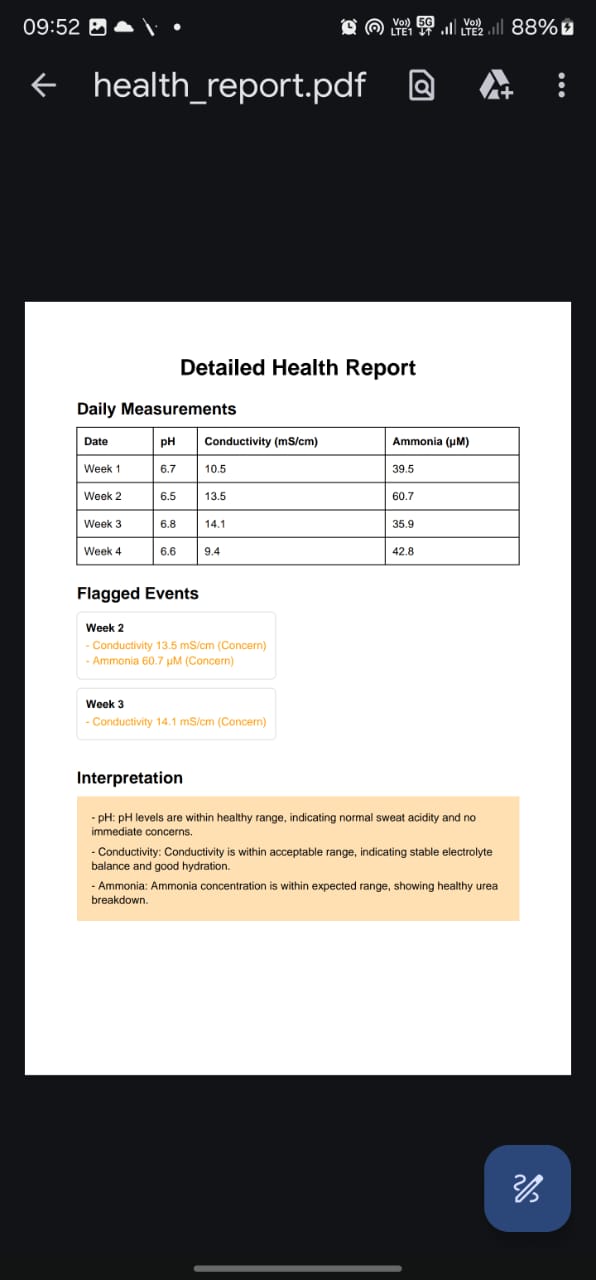 09:52
Vo) LTE1 5G Vo) LTE2 88%
health_report.pdf
Detailed Health Report
Daily Measurements
Date pH Conductivity (mS/cm) Ammonia (µM)
Week 1 6.7 10.5 39.5
Week 2 6.5 13.5 60.7
Week 3 6.8 14.1 35.9
Week 4 6.6 9.4 42.8
Flagged Events
Week 2
- Conductivity 13.5 mS/cm (Concern)
- Ammonia 60.7 µM (Concern)
Week 3
- Conductivity 14.1 mS/cm (Concern)
Interpretation
- pH: pH levels are within healthy range, indicating normal sweat acidity and no
immediate concerns.
- Conductivity: Conductivity is within acceptable range, indicating stable electrolyte
balance and good hydration.
- Ammonia: Ammonia concentration is within expected range, showing healthy urea
breakdown.